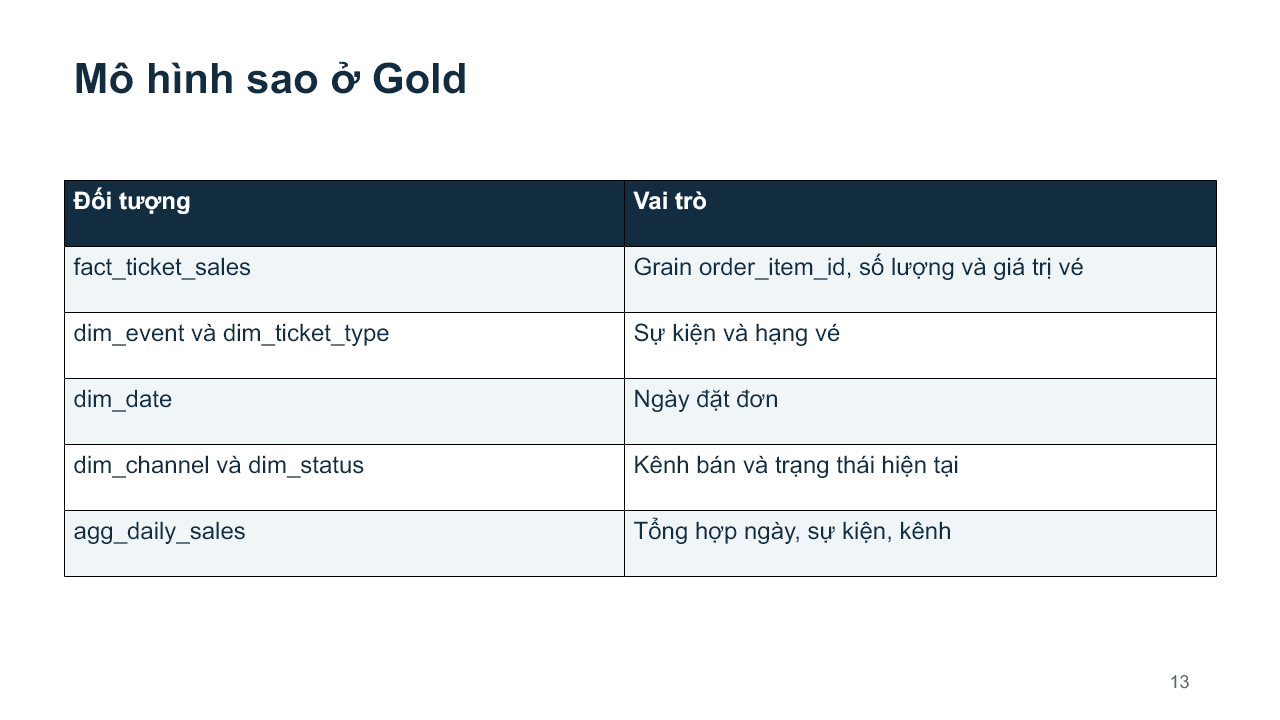 Mô hình sao ở Gold
Đối tượng
Vai trò
fact_ticket_sales
Grain order_item_id, số lượng và giá trị vé
dim_event và dim_ticket_type
Sự kiện và hạng vé
dim_date
Ngày đặt đơn
dim_channel và dim_status
Kênh bán và trạng thái hiện tại
agg_daily_sales
Tổng hợp ngày, sự kiện, kênh
13